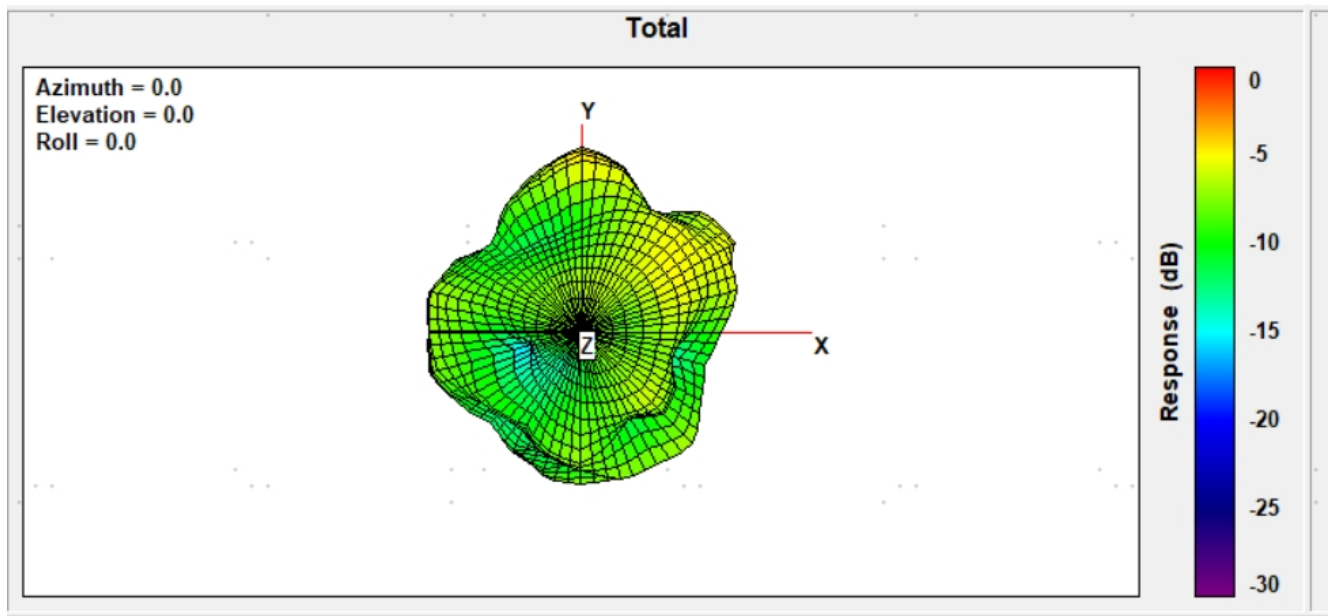 Total
Azimuth = 0.0
Elevation = 0.0
Roll = 0.0
Y
Z
X
Response (dB)
0
-5
-10
-15
-20
-25
-30